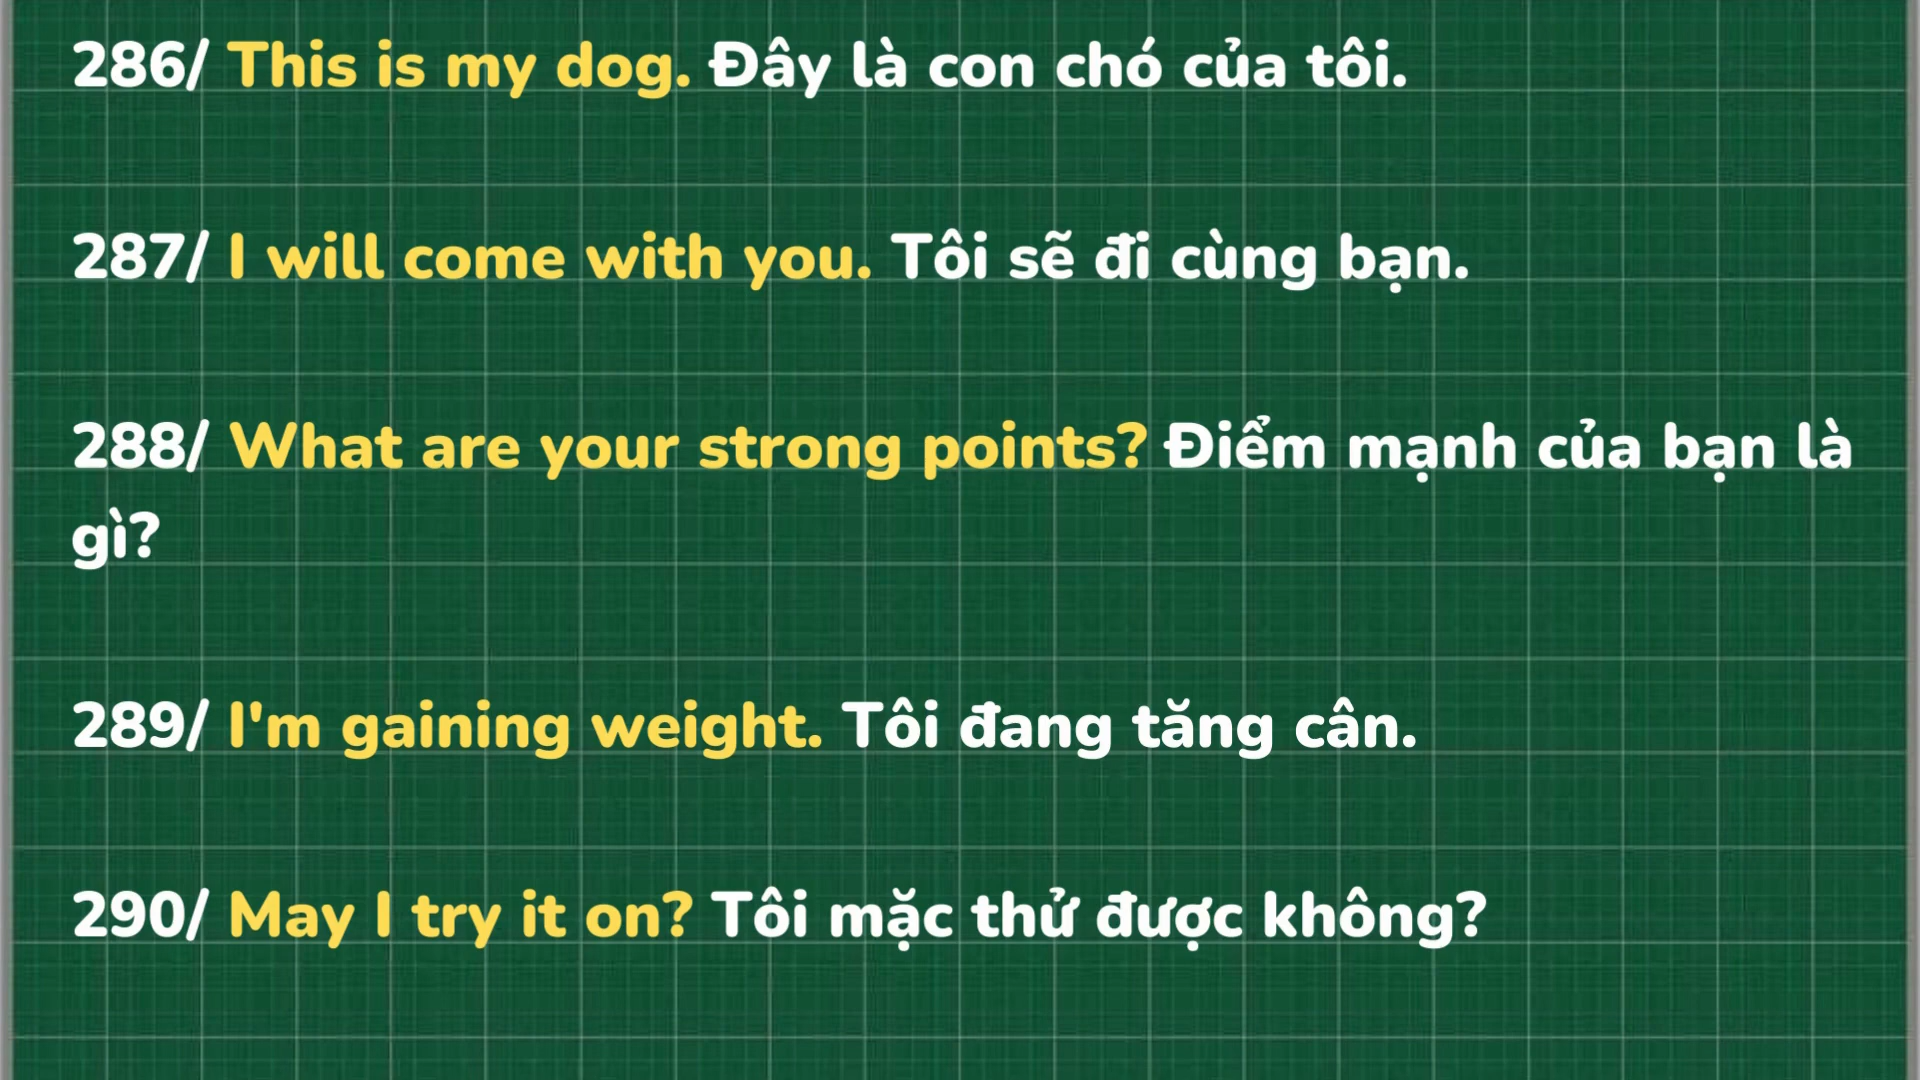 286/ This is my dog. Đây là con chó của tôi.
287/ I will come with you. Tôi sẽ đi cùng bạn.
288/ What are your strong points? Điểm mạnh của bạn là
gì?
289/ I'm gaining weight. Tôi đang tăng cân.
290/ May I try it on? Tôi mặc thử được không?